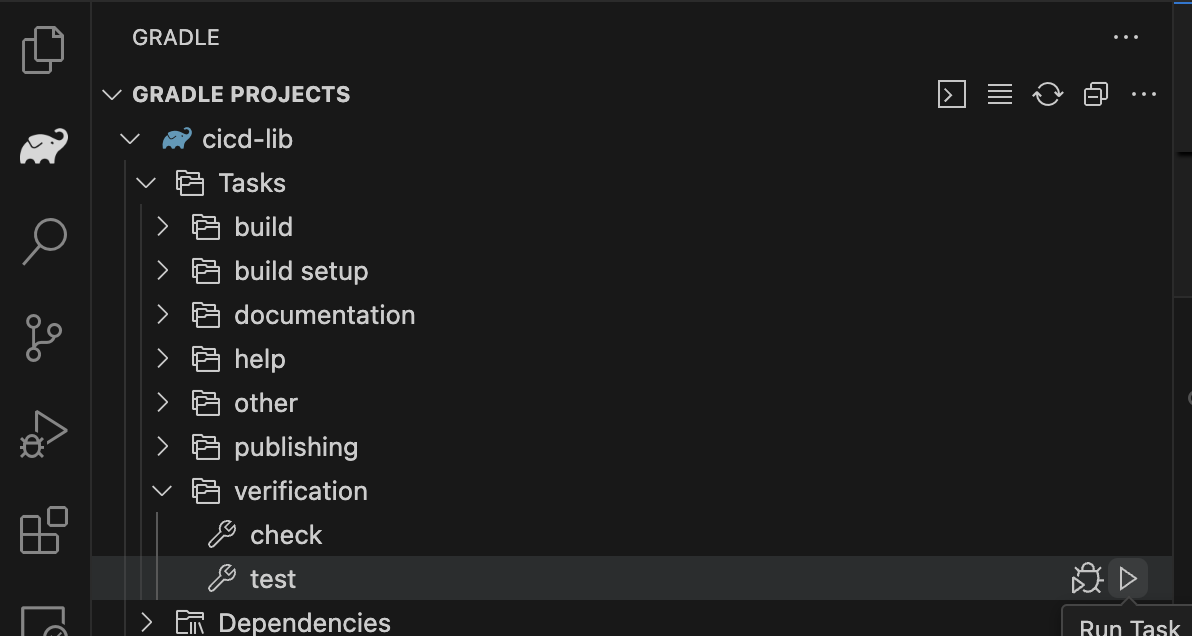 GRADLE
GRADLE PROJECTS
cicd-lib
Tasks
build
build setup
documentation
help
other
publishing
verification
check
test
Dependencies
Run Task